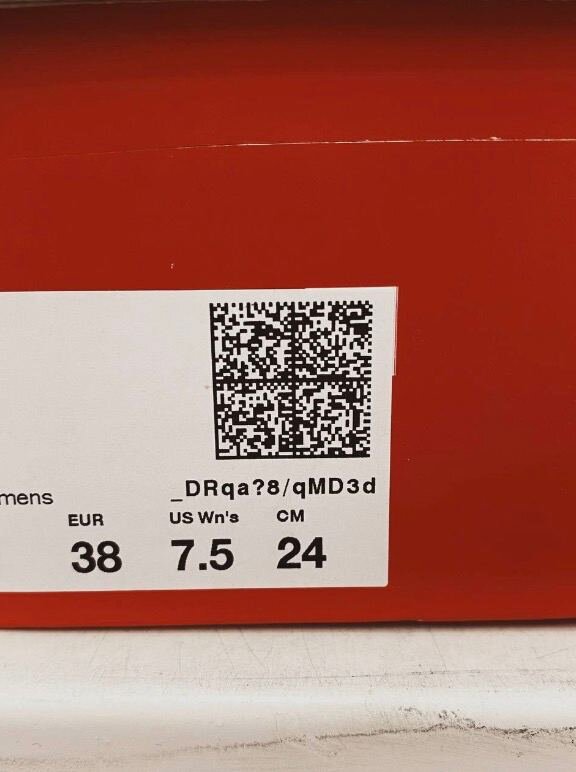 _DRqa?8/qMD3d
mens
EUR US Wn's CM
38 7.5 24